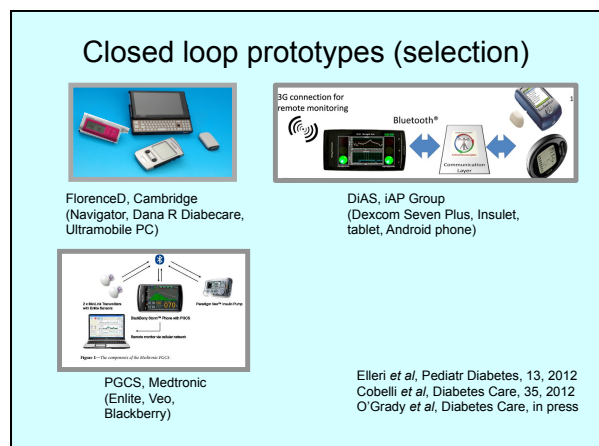 Closed loop prototypes (selection)
3G connection for
remote monitoring
Bluetooth®
1
Communication
Layer
FlorenceD, Cambridge
(Navigator, Dana R Diabecare,
Ultramobile PC)
DiAS, iAP Group
(Dexcom Seven Plus, Insulet,
tablet, Android phone)
2 x MiniLink Transmitters
with Enlite Sensors
Paradigm Veo™ Insulin Pump
BlackBerry Storm™ Phone with PGCS
Remote monitor via cellular network
Figure 1—The components of the Medtronic PGCS.
PGCS, Medtronic
(Enlite, Veo,
Blackberry)
Elleri et al, Pediatr Diabetes, 13, 2012
Cobelli et al, Diabetes Care, 35, 2012
O'Grady et al, Diabetes Care, in press